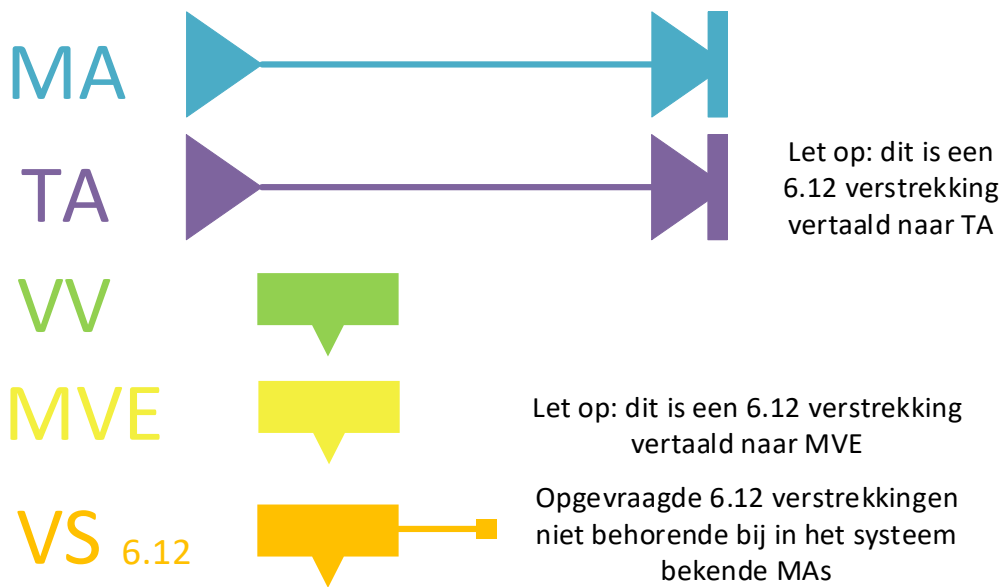 MA
TA
Let op: dit is een
6.12 verstrekking
vertaald naar TA
VV
MVE
Let op: dit is een 6.12 verstrekking
vertaald naar MVE
VS 6.12
Opgevraagde 6.12 verstrekkingen
niet behorende bij in het systeem
bekende MAs